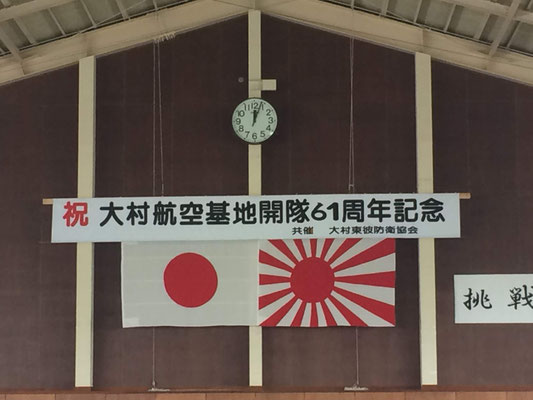 祝 大村航空基地開隊61周年記念
共催 大村東彼防衛協会
挑戦